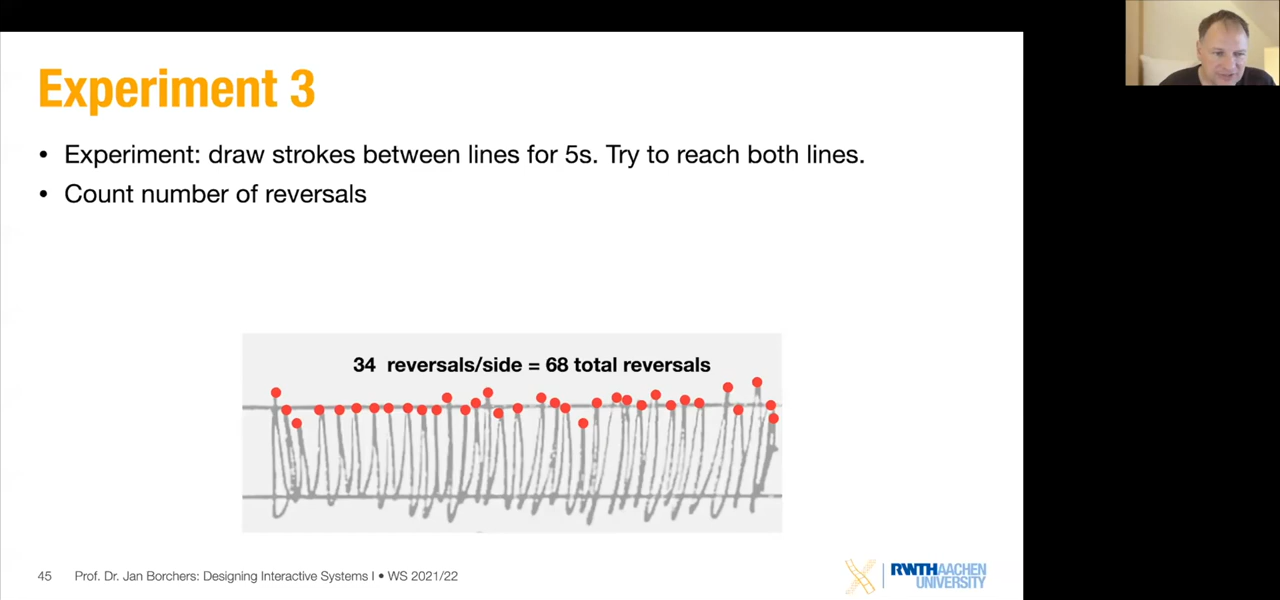 Experiment 3
• Experiment: draw strokes between lines for 5s. Try to reach both lines.
• Count number of reversals
34 reversals/side = 68 total reversals
45 Prof. Dr. Jan Borchers: Designing Interactive Systems I • WS 2021/22
RWTHAACHEN
UNIVERSITY